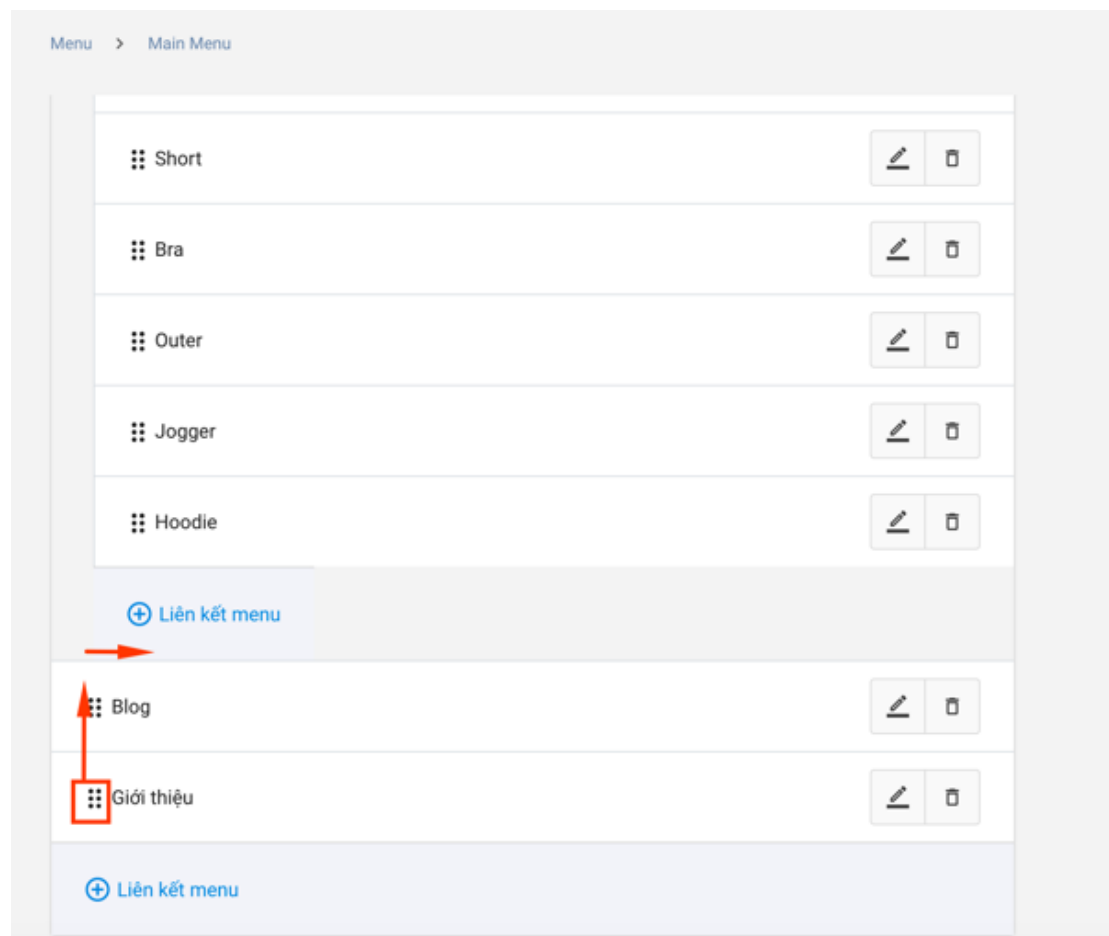 Menu > Main Menu
Short
Bra
Outer
Jogger
Hoodie
Liên kết menu
Blog
Giới thiệu
Liên kết menu